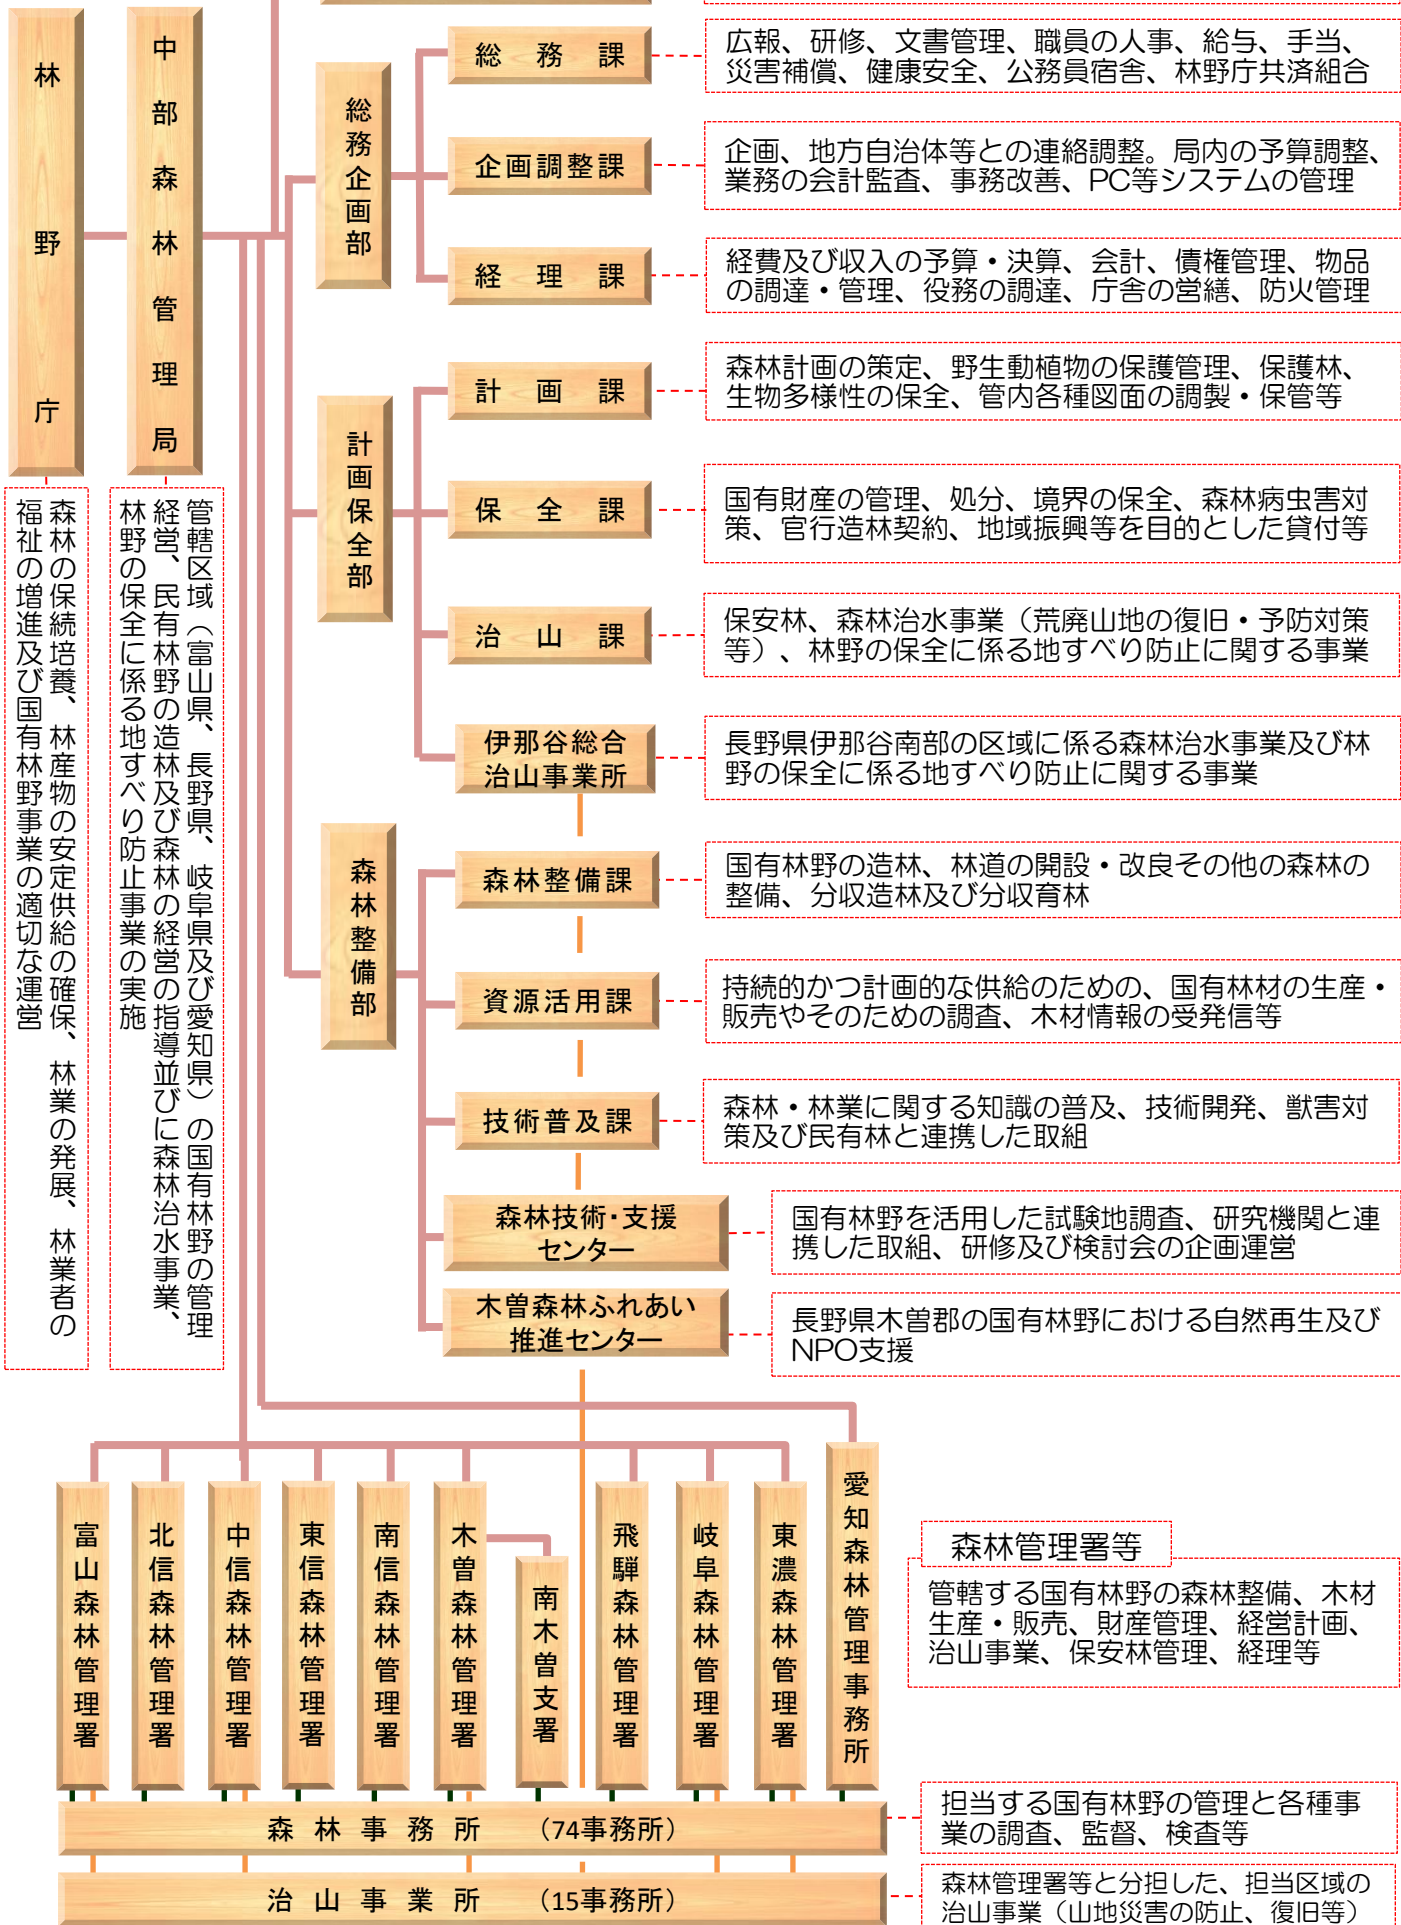 林野庁
森林の保続培養、林産物の安定供給の確保、林業の発展、林業者の
福祉の増進及び国有林野事業の適切な運営
中部森林管理局
管轄区域（富山県、長野県、岐阜県及び愛知県）の国有林野の管理
経営、民有林野の造林及び森林の経営の指導並びに森林治水事業、
林野の保全に係る地すべり防止事業の実施
総務企画部
総務課
広報、研修、文書管理、職員の人事、給与、手当、
災害補償、健康安全、公務員宿舎、林野庁共済組合
企画調整課
企画、地方自治体等との連絡調整。局内の予算調整、
業務の会計監査、事務改善、PC等システムの管理
経理課
経費及び収入の予算・決算、会計、債権管理、物品
の調達・管理、役務の調達、庁舎の営繕、防火管理
計画保全部
計画課
森林計画の策定、野生動植物の保護管理、保護林、
生物多様性の保全、管内各種図面の調製・保管等
保全課
国有財産の管理、処分、境界の保全、森林病虫害対
策、官行造林契約、地域振興等を目的とした貸付等
治山課
保安林、森林治水事業（荒廃山地の復旧・予防対策
等）、林野の保全に係る地すべり防止に関する事業
伊那谷総合
治山事業所
長野県伊那谷南部の区域に係る森林治水事業及び林
野の保全に係る地すべり防止に関する事業
森林整備部
森林整備課
国有林野の造林、林道の開設・改良その他の森林の
整備、分収造林及び分収育林
資源活用課
持続的かつ計画的な供給のための、国有林材の生産・
販売やそのための調査、木材情報の受発信等
技術普及課
森林・林業に関する知識の普及、技術開発、獣害対
策及び民有林と連携した取組
森林技術・支援
センター
国有林野を活用した試験地調査、研究機関と連
携した取組、研修及び検討会の企画運営
木曽森林ふれあい
推進センター
長野県木曽郡の国有林野における自然再生及び
NPO支援
富山森林管理署
北信森林管理署
中信森林管理署
東信森林管理署
南信森林管理署
木曽森林管理署
南木曽支署
飛騨森林管理署
岐阜森林管理署
東濃森林管理署
愛知森林管理事務所
森林管理署等
管轄する国有林野の森林整備、木材
生産・販売、財産管理、経営計画、
治山事業、保安林管理、経理等
森林事務所（74事務所）
担当する国有林野の管理と各種事
業の調査、監督、検査等
治山事業所（15事務所）
森林管理署等と分担した、担当区域の
治山事業（山地災害の防止、復旧等）